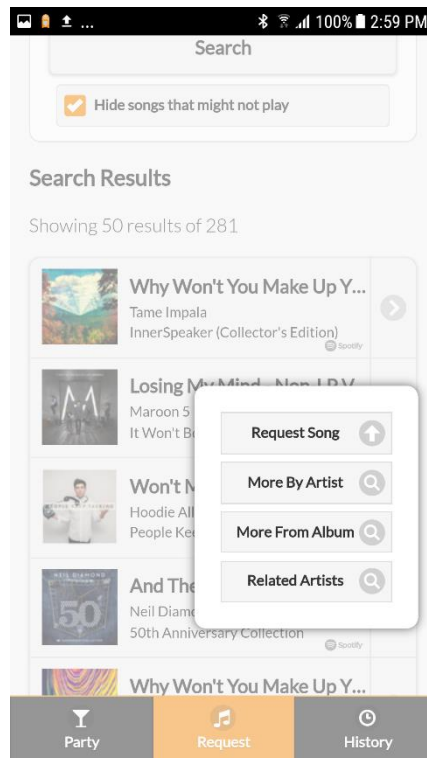 ... 100% 2:59 PM
Search
Hide songs that might not play
Search Results
Showing 50 results of 281
Why Won't You Make Up Y...
Tame Impala
InnerSpeaker (Collector's Edition)
Spotify
Losing My Mind - Non-LP V
Maroon 5
It Won't B
Won't M
Hoodie All
People Ke
And The
Neil Diam
50th Anniversary Collection
Spotify
Why Won't You Make Up Y...
Request Song
More By Artist
More From Album
Related Artists
Party
Request
History